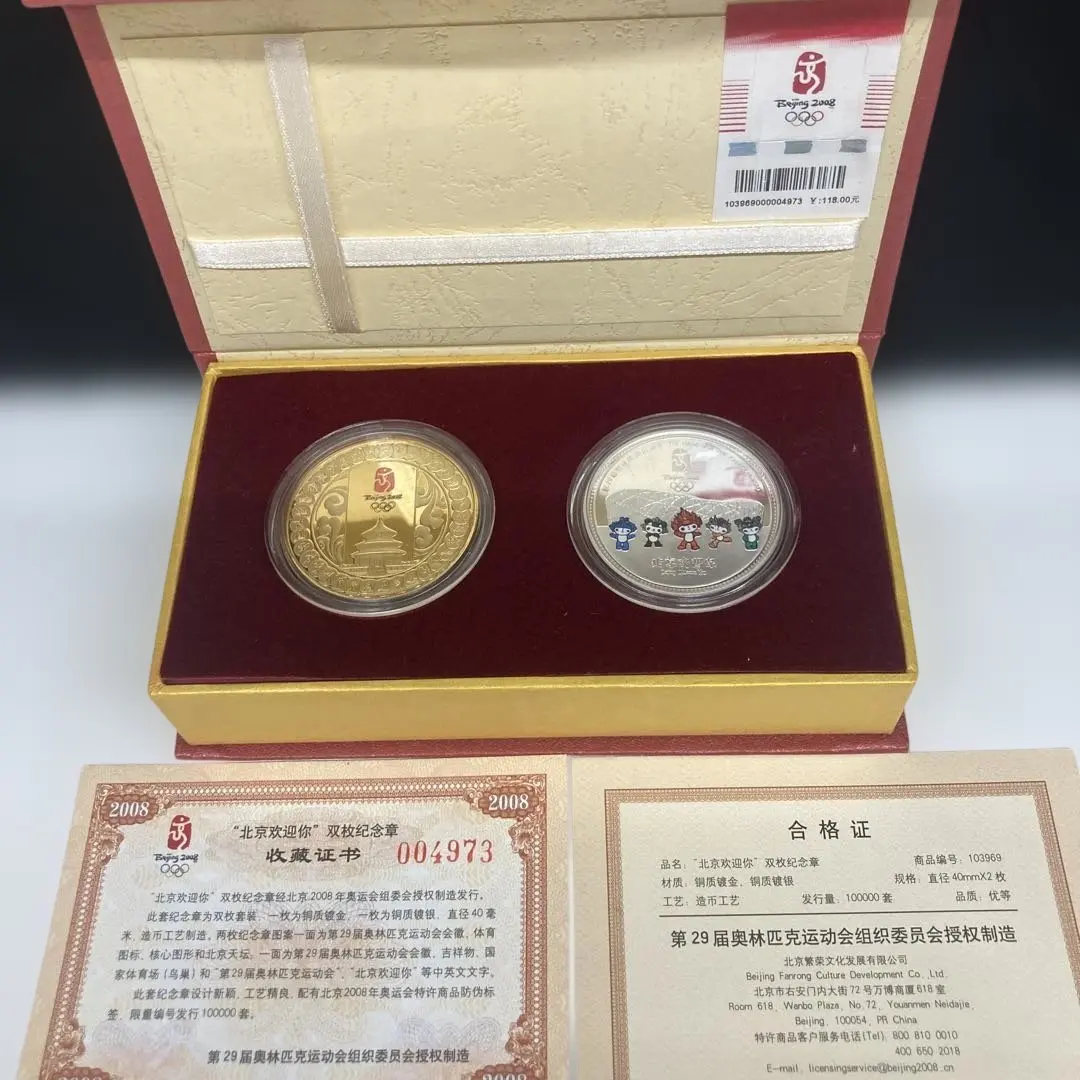 Beijing 2008
103969000004973 ￥:118.00元
Beijing 2008
北京欢迎你
2008
2008
Beijing 2008
“北京欢迎你”双枚纪念章
收藏证书
004973
“北京欢迎你”双枚纪念章经北京2008年奥运会组委会授权制造发行。
此套纪念章为双枚套装，一枚为铜质镀金，一枚为铜质镀银，直径40毫
米，造币工艺制造。两枚纪念章图案一面为第29届奥林匹克运动会会徽，体育
图标，核心图形和北京天坛。一面为第29届奥林匹克运动会会徽，吉祥物，国
家体育场(鸟巢)和“第29届奥林匹克运动会”、“北京欢迎你”等中英文文字。
此套纪念章设计新颖，工艺精良，配有北京2008年奥运会特许商品防伪标
签，限量编号发行100000套。
第29届奥林匹克运动会组织委员会授权制造
2008
2008
合格证
品名：“北京欢迎你”双枚纪念章 商品编号：103969
材质：铜质镀金、铜质镀银 规格：直径40mmX2枚
工艺：造币工艺 发行量：100000套 品质：优等
第29届奥林匹克运动会组织委员会授权制造
北京繁荣文化发展有限公司
Beijing Fanrong Culture Development Co.,Ltd.
北京市右安门内大街72号万博商厦618室
Room 618, Wanbo Plaza, No.72, Youanmen Neidajie,
Beijing, 100054, PR China
特许商品客户服务电话(Tel): 800 810 0010
400 650 2018
E-mail: licensingservice@beijing2008.cn